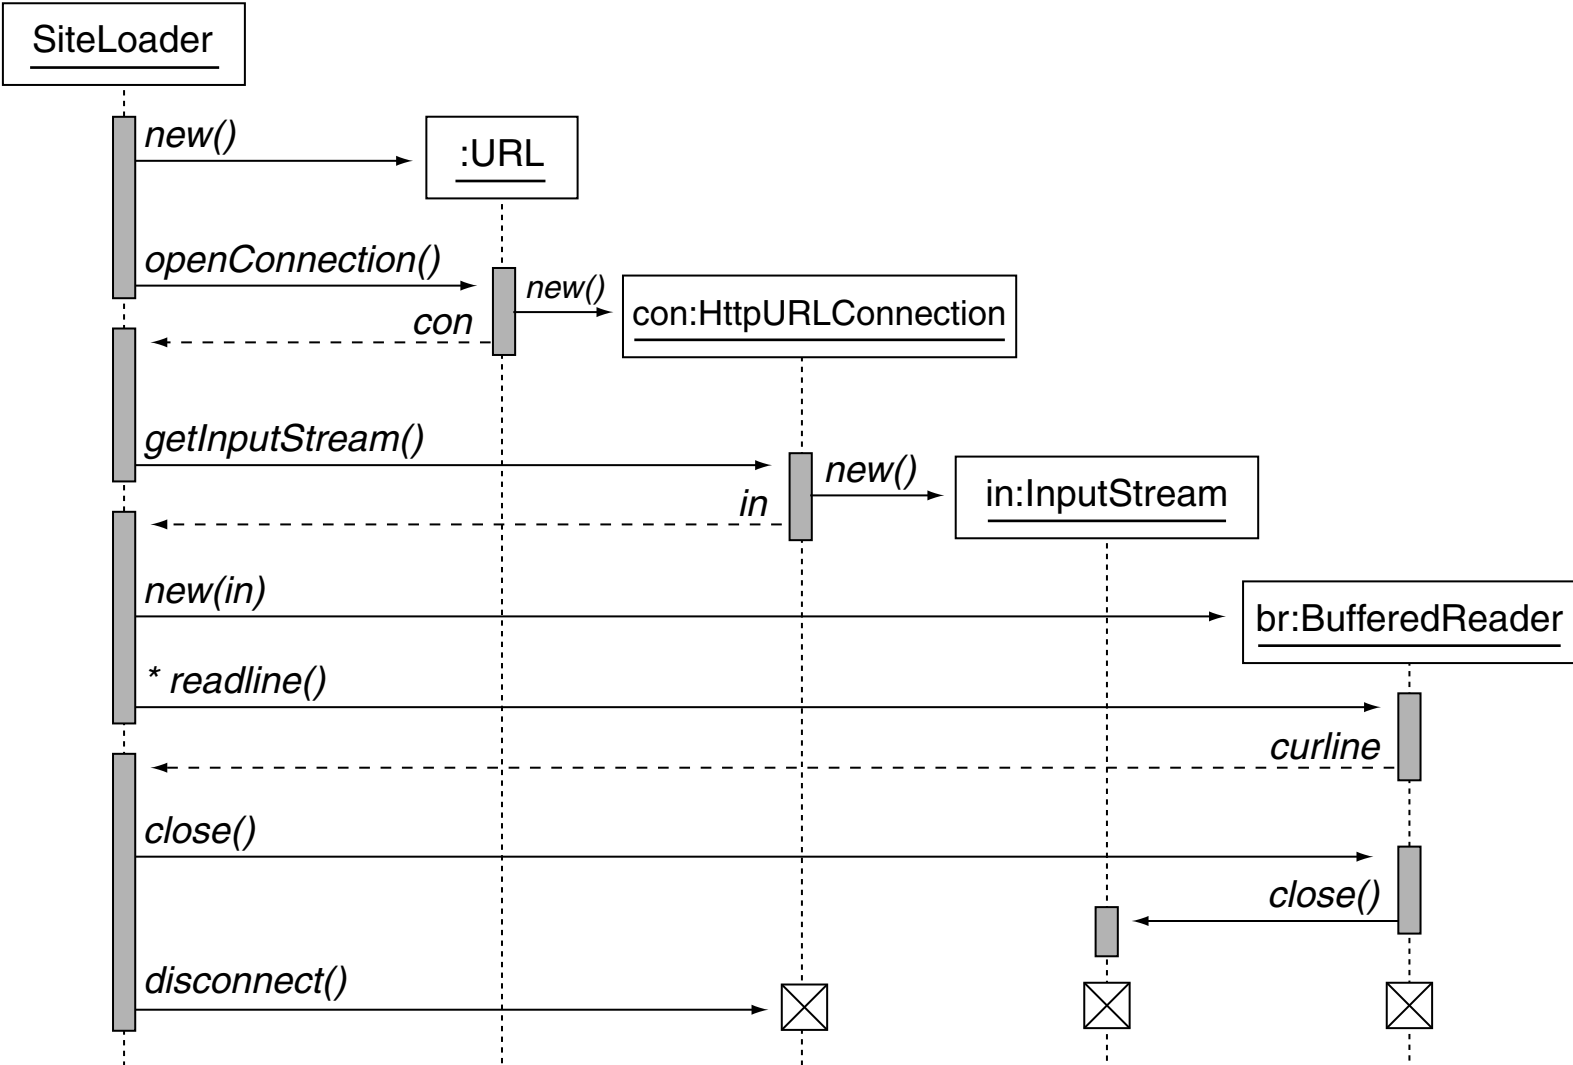 SiteLoader
new()
:URL
openConnection()
new()
con:HttpURLConnection
con
getInputStream()
new()
in:InputStream
in
new(in)
br:BufferedReader
* readline()
curline
close()
close()
disconnect()